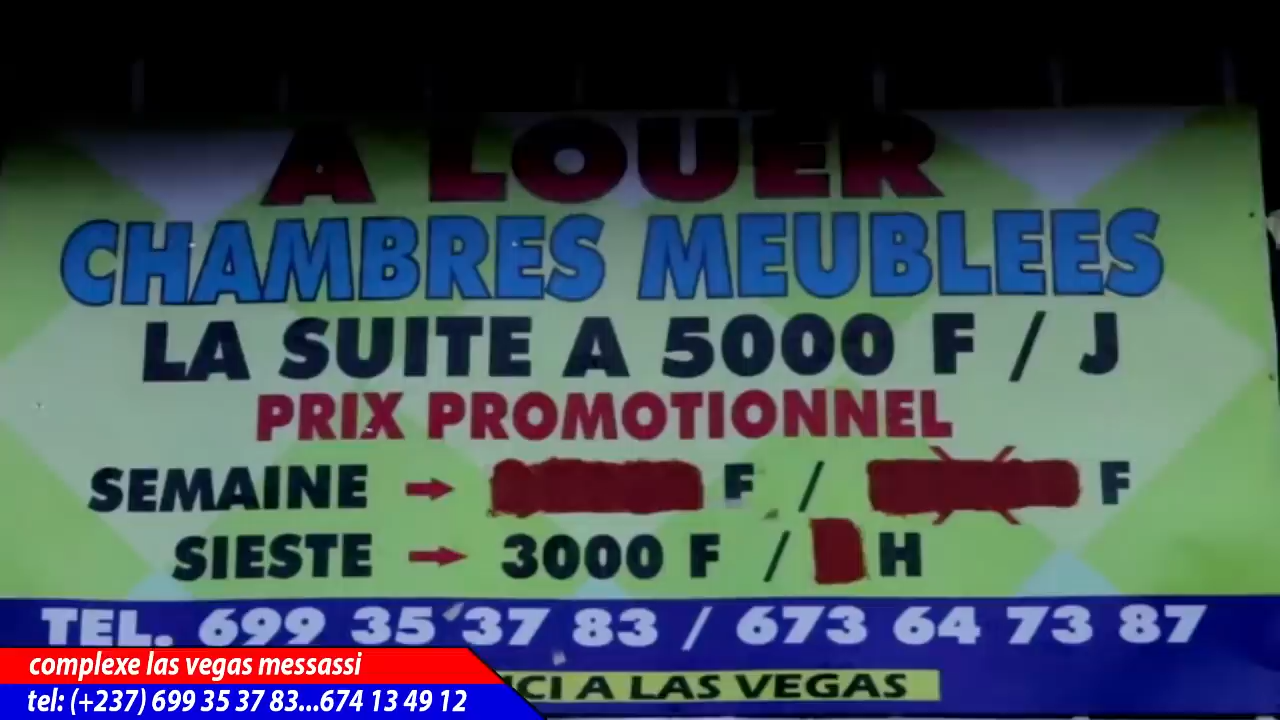 A LOUER
CHAMBRES MEUBLEES
LA SUITE A 5000 F / J
PRIX PROMOTIONNEL
SEMAINE → F / F
SIESTE → 3000 F / H
TEL. 699 35 37 83 / 673 64 73 87
ICI A LAS VEGAS
complexe las vegas messassi
tel: (+237) 699 35 37 83...674 13 49 12